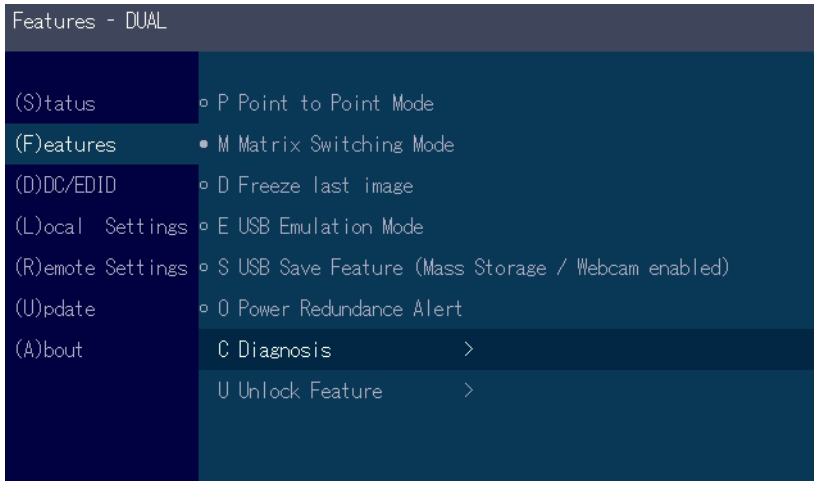 Features - DUAL
(S)tatus
(F)eatures
(D)DC/EDID
(L)ocal Settings
(R)emote Settings
(U)pdate
(A)bout
P Point to Point Mode
M Matrix Switching Mode
D Freeze last image
E USB Emulation Mode
S USB Save Feature (Mass Storage / Webcam enabled)
O Power Redundance Alert
C Diagnosis >
U Unlock Feature >